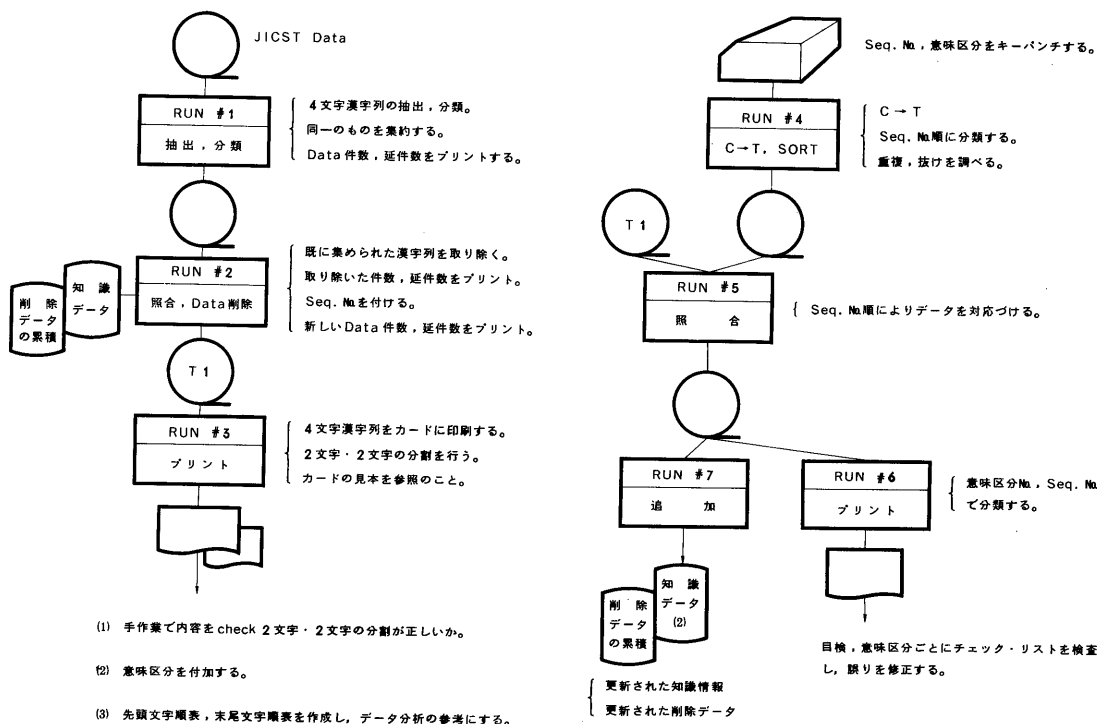 JICST Data
RUN #1
抽出，分類
4文字漢字列の抽出，分類。
同一のものを集約する。
Data件数，延件数をプリントする。
RUN #2
照合，Data削除
知識
データ
削除
データ
の累積
既に集められた漢字列を取り除く。
取り除いた件数，延件数をプリント。
Seq. Noを付ける。
新しいData件数，延件数をプリント。
T1
RUN #3
プリント
4文字漢字列をカードに印刷する。
2文字・2文字の分割を行う。
カードの見本を参照のこと。
(1) 手作業で内容をcheck 2文字・2文字の分割が正しいか。
(2) 意味区分を付加する。
(3) 先頭文字順表，末尾文字順表を作成し，データ分析の参考にする。
Seq. No，意味区分をキーパンチする。
RUN #4
C→T，SORT
C→T
Seq. No順に分類する。
重複，抜けを調べる。
T1
RUN #5
照合
Seq. No順によりデータを対応づける。
RUN #7
追加
RUN #6
プリント
意味区分No，Seq. No
で分類する。
知識
データ
(2)
削除
データ
の累積
更新された知識情報
更新された削除データ
目検，意味区分ごとにチェック・リストを検査
し，誤りを修正する。